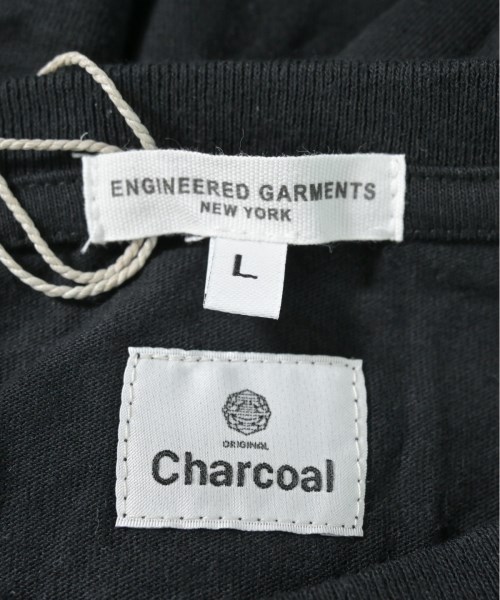 ENGINEERED GARMENTS
NEW YORK
L
ORIGINAL
Charcoal